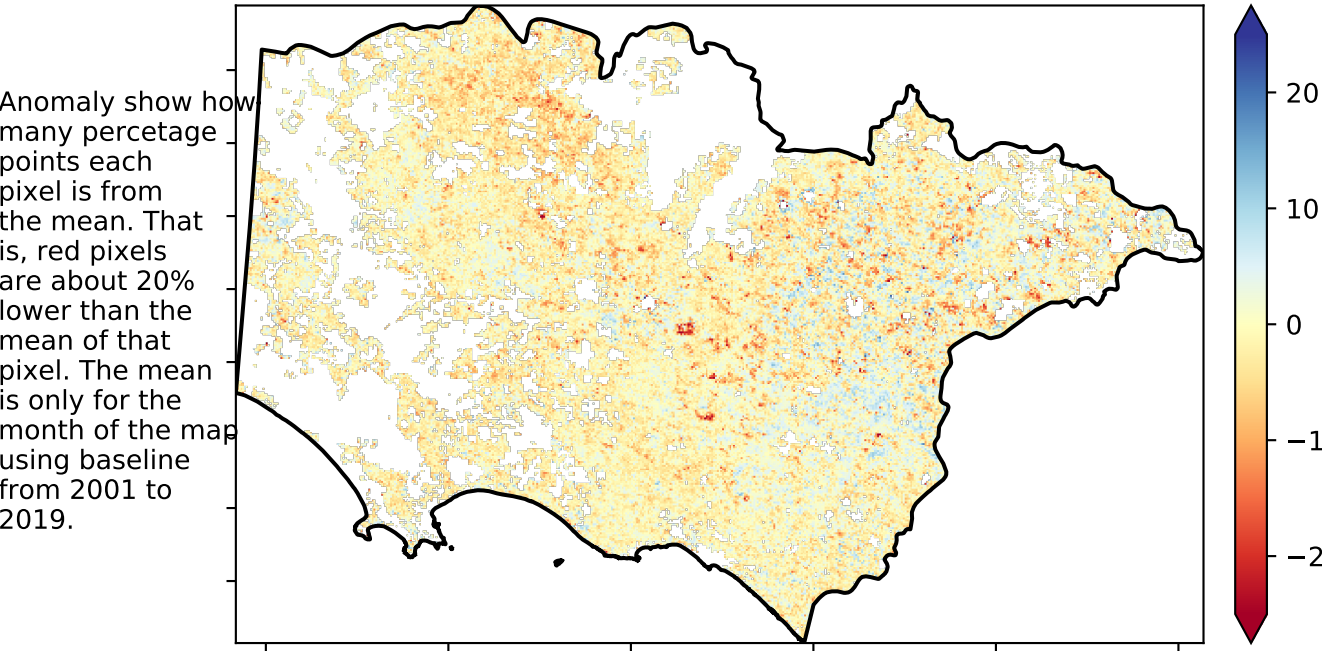 Anomaly show how
many percetage
points each
pixel is from
the mean. That
is, red pixels
are about 20%
lower than the
mean of that
pixel. The mean
is only for the
month of the map
using baseline
from 2001 to
2019.
20
10
0
−1
−2